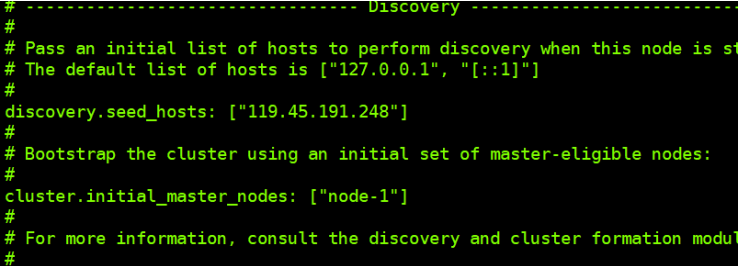 # --------------------------------- Discovery ---------------------------
#
# Pass an initial list of hosts to perform discovery when this node is
# The default list of hosts is ["127.0.0.1", "[::1]"]
#
discovery.seed_hosts: ["119.45.191.248"]
#
# Bootstrap the cluster using an initial set of master-eligible nodes:
#
cluster.initial_master_nodes: ["node-1"]
#
# For more information, consult the discovery and cluster formation
#